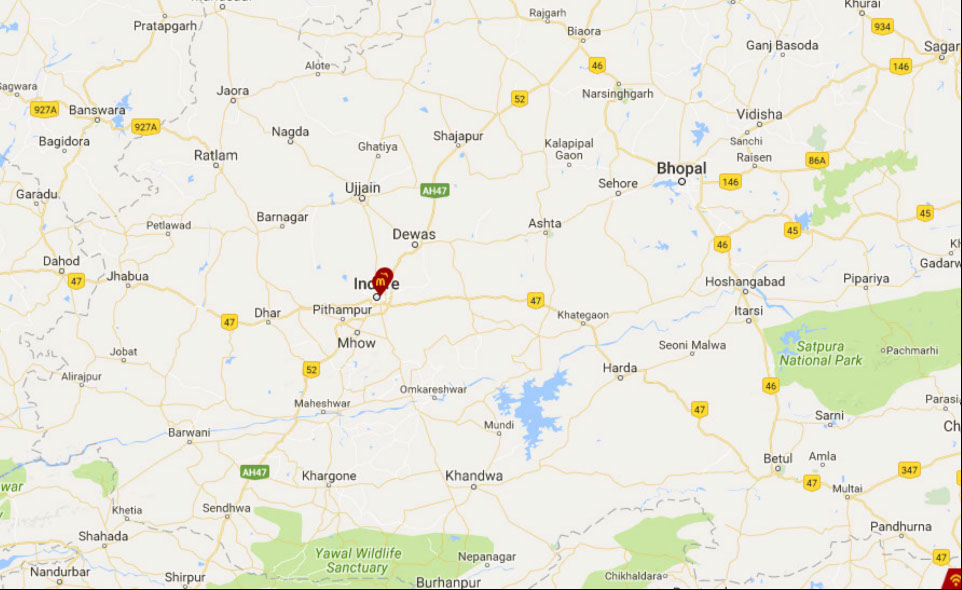 Pratapgarh
Rajgarh
Biaora
Khurai
934
Ganj Basoda
Sagar
146
46
Alote
Jaora
52
Narsinghgarh
927A
Banswara
927A
Vidisha
Bagidora
Nagda
Shajapur
Ghatiya
Kalapipal
Gaon
Sanchi
Raisen
86A
Ratlam
Bhopal
146
Ujjain
AH47
Sehore
Garadu
Barnagar
Petlawad
Ashta
45
45
Dewas
46
Dahod
47
Jhabua
m
Hoshangabad
Pipariya
Gadarw
47
Pithampur
Dhar
47
Khategaon
Itarsi
Mhow
Seoni Malwa
Satpura
National Park
Pachmarhi
Jobat
52
Harda
Alirajpur
Omkareshwar
46
Maheshwar
47
Parasi
Sarni
Mundi
Barwani
Ch
Betul
Amla
AH47
Khargone
Khandwa
347
47
Multai
war
Khetia
Sendhwa
Pandhurna
Shahada
Yawal Wildlife
Sanctuary
Nepanagar
47
Nandurbar
Shirpur
Burhanpur
Chikhaldara